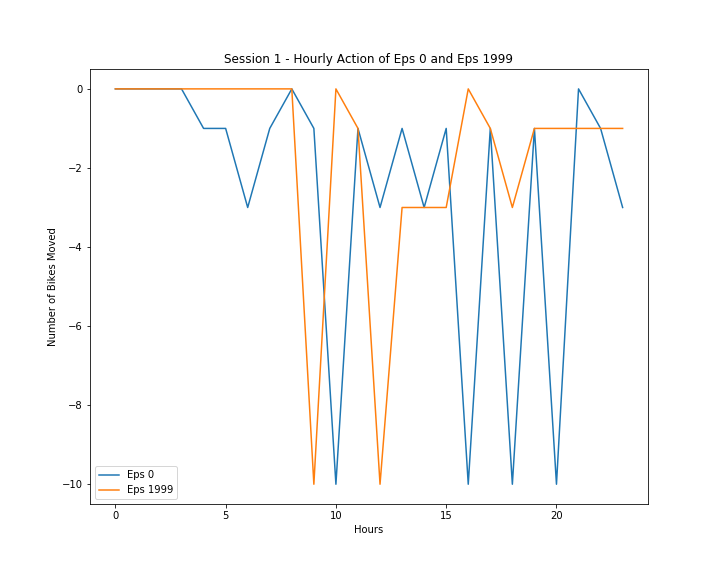 Session 1 - Hourly Action of Eps 0 and Eps 1999
Number of Bikes Moved
0
−2
−4
−6
−8
−10
Eps 0
Eps 1999
0 5 10 15 20
Hours